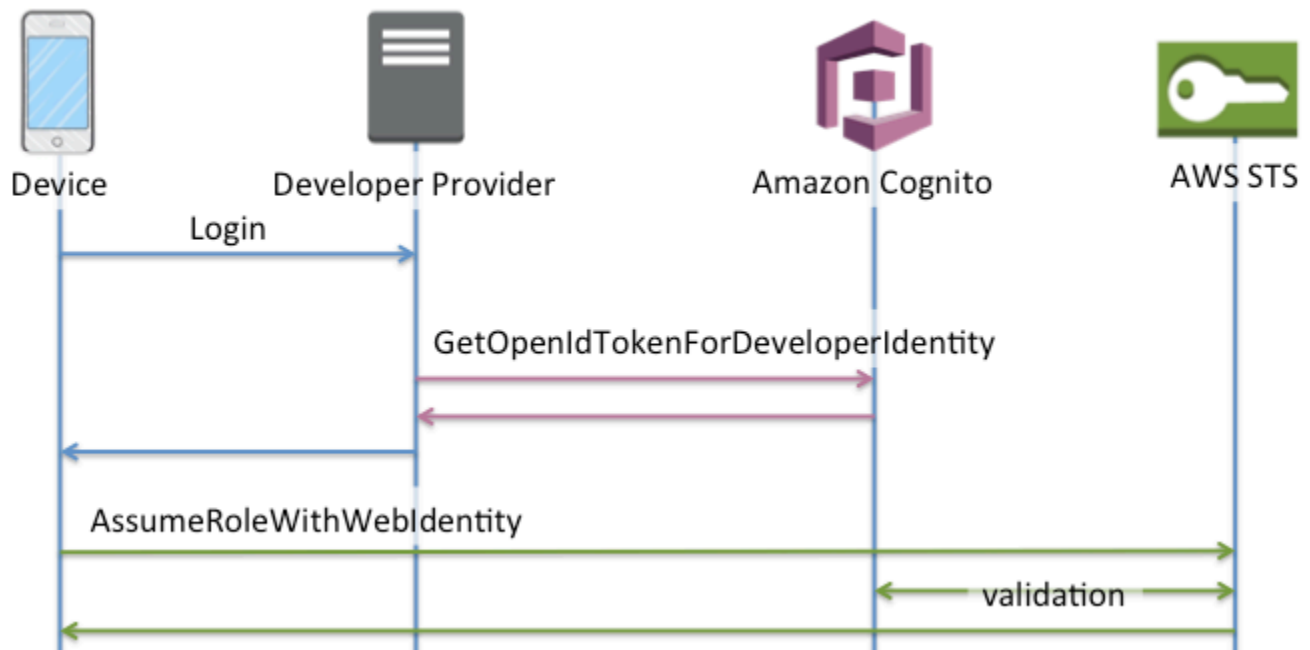 Device
Developer Provider
Amazon Cognito
AWS STS
Login
GetOpenIdTokenForDeveloperIdentity
AssumeRoleWithWebIdentity
validation